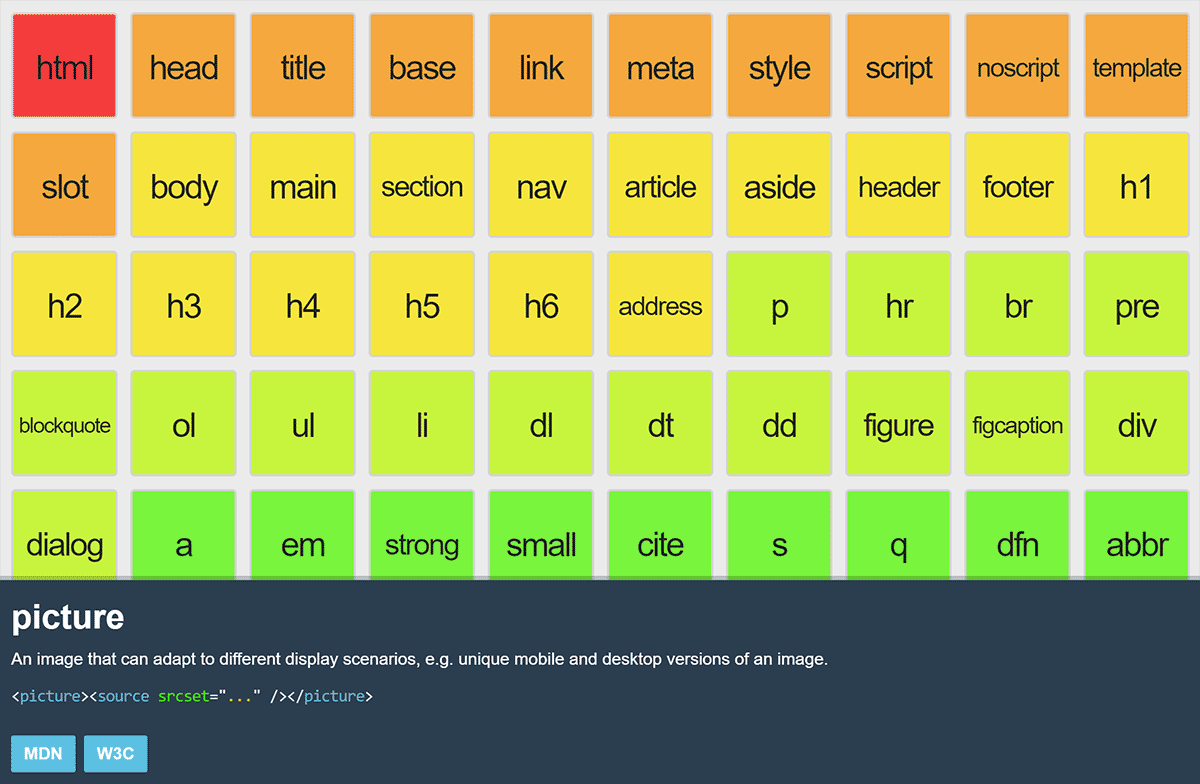 html head title base link meta style script noscript template
slot body main section nav article aside header footer h1
h2 h3 h4 h5 h6 address p hr br pre
blockquote ol ul li dl dt dd figure figcaption div
dialog a em strong small cite s q dfn abbr
picture
An image that can adapt to different display scenarios, e.g. unique mobile and desktop versions of an image.
<picture><source srcset="..." /></picture>
MDN W3C